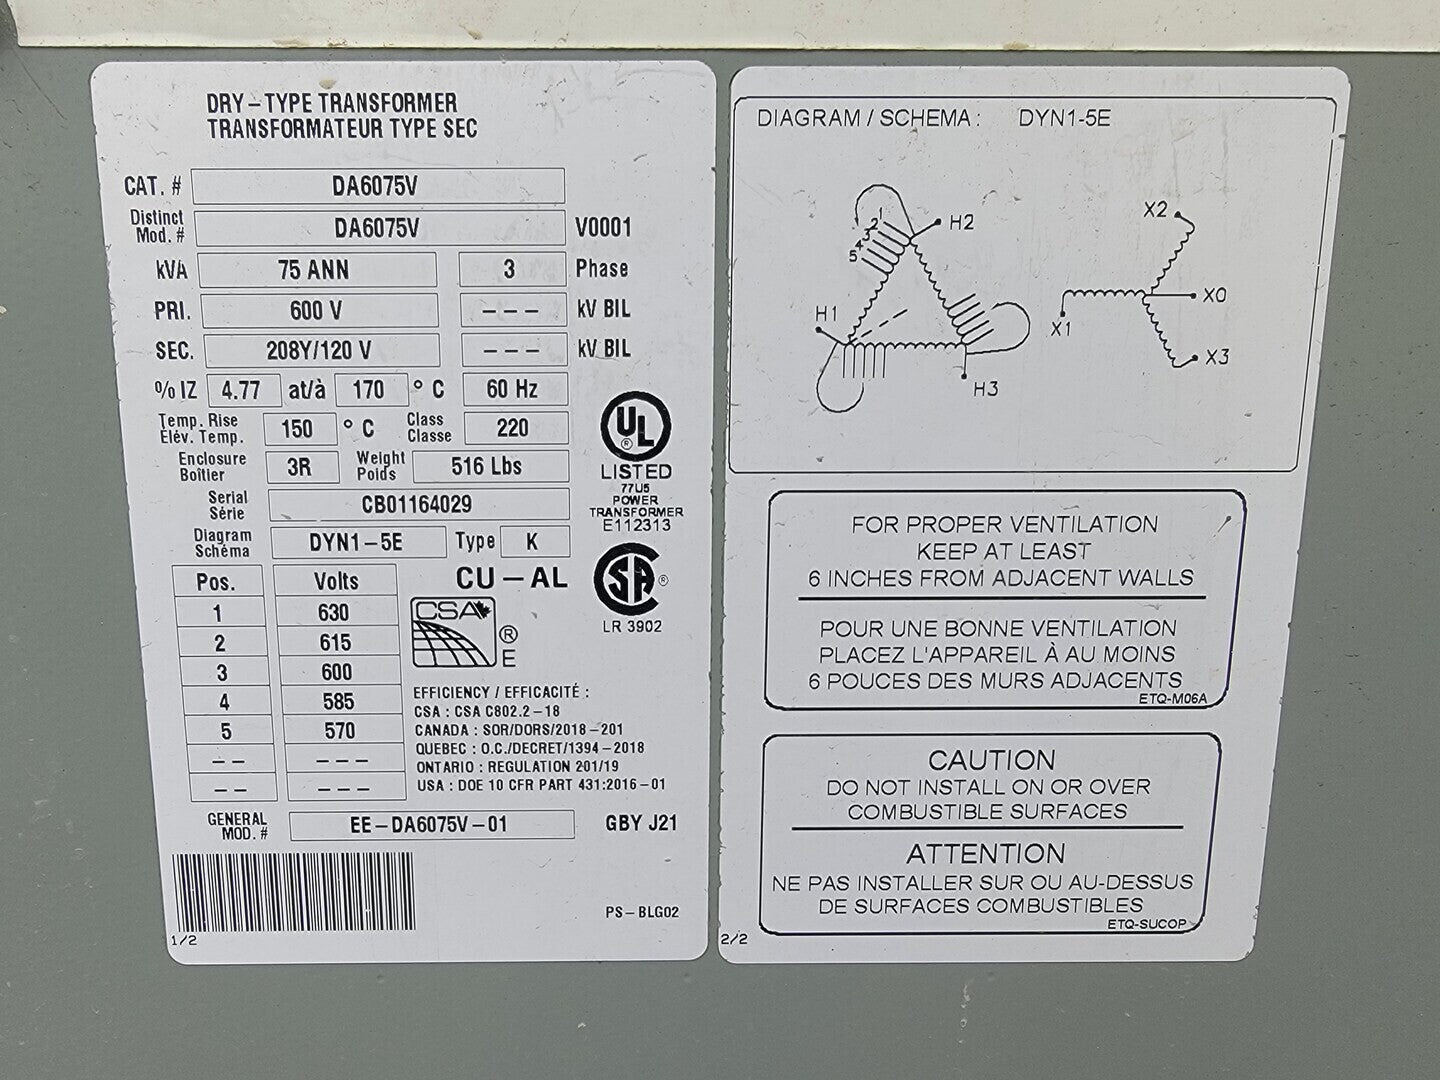 DRY-TYPE TRANSFORMER
TRANSFORMATEUR TYPE SEC
CAT. # DA6075V
Distinct Mod. # DA6075V V0001
kVA 75 ANN 3 Phase
PRI. 600 V --- kV BIL
SEC. 208Y/120 V --- kV BIL
% IZ 4.77 at/à 170 ° C 60 Hz
Temp. Rise Élév. Temp. 150 ° C Class Classe 220
Enclosure Boîtier 3R Weight Poids 516 Lbs
Serial Série CB01164029
Diagram Schéma DYN1-5E Type K
Pos. Volts
1 630
2 615
3 600
4 585
5 570
-- ---
-- ---
CU-AL
UL ®
LISTED
77U5
POWER
TRANSFORMER
E112313
SA ®
LR 3902
CSA ®
E
EFFICIENCY / EFFICACITÉ :
CSA : CSA C802.2-18
CANADA : SOR/DORS/2018-201
QUEBEC : O.C./DECRET/1394-2018
ONTARIO : REGULATION 201/19
USA : DOE 10 CFR PART 431:2016-01
GENERAL MOD. # EE-DA6075V-01 GBY J21
PS-BLG02
1/2
DIAGRAM / SCHEMA : DYN1-5E
1
2
3
4
5
H2
H1
H3
X2
X0
X1
X3
FOR PROPER VENTILATION
KEEP AT LEAST
6 INCHES FROM ADJACENT WALLS
POUR UNE BONNE VENTILATION
PLACEZ L'APPAREIL À AU MOINS
6 POUCES DES MURS ADJACENTS
ETQ-M06A
CAUTION
DO NOT INSTALL ON OR OVER
COMBUSTIBLE SURFACES
ATTENTION
NE PAS INSTALLER SUR OU AU-DESSUS
DE SURFACES COMBUSTIBLES
ETQ-SUCOP
2/2